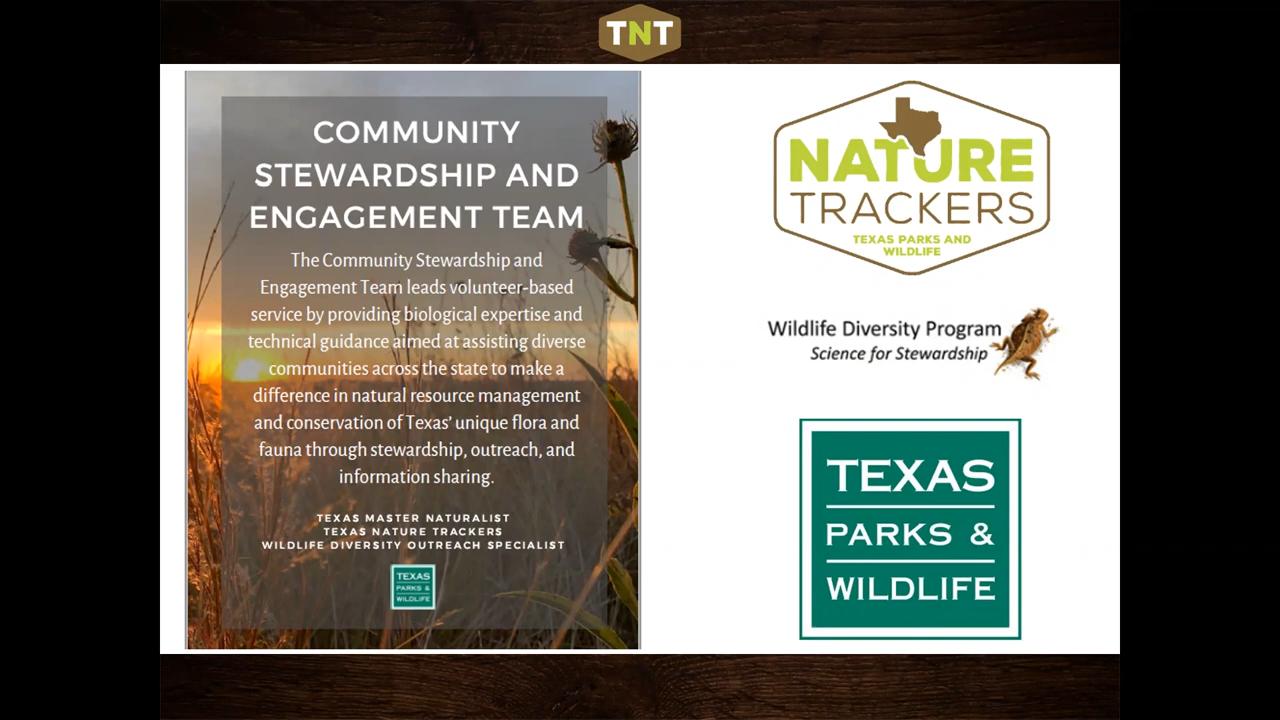 TNT
COMMUNITY
STEWARDSHIP AND
ENGAGEMENT TEAM
The Community Stewardship and
Engagement Team leads volunteer-based
service by providing biological expertise and
technical guidance aimed at assisting diverse
communities across the state to make a
difference in natural resource management
and conservation of Texas' unique flora and
fauna through stewardship, outreach, and
information sharing.
TEXAS MASTER NATURALIST
TEXAS NATURE TRACKERS
WILDLIFE DIVERSITY OUTREACH SPECIALIST
TEXAS
PARKS &
WILDLIFE
NATURE
TRACKERS
TEXAS PARKS AND
WILDLIFE
Wildlife Diversity Program
Science for Stewardship
TEXAS
PARKS &
WILDLIFE